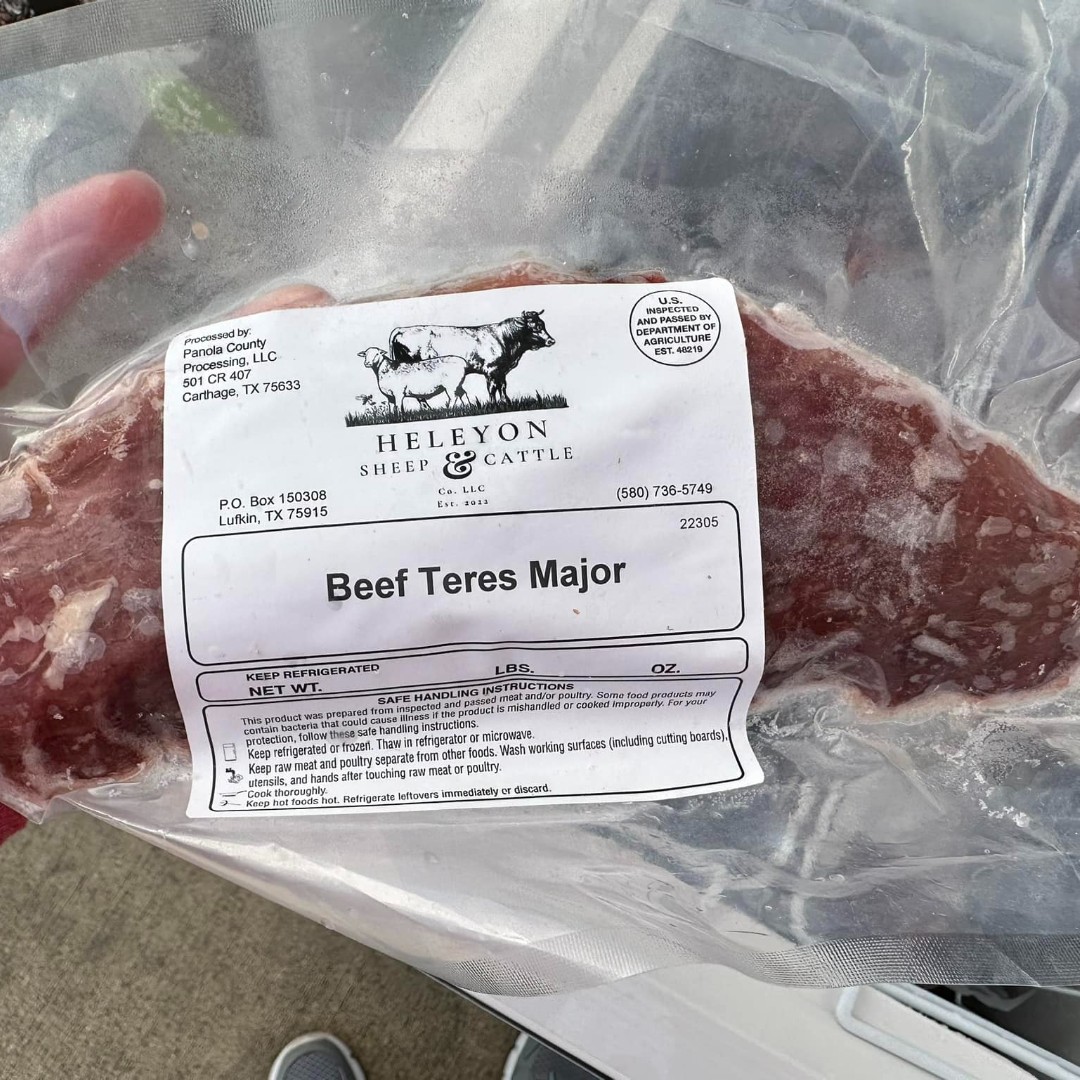 Processed by:
Panola County
Processing, LLC
501 CR 407
Carthage, TX 75633
U.S.
INSPECTED
AND PASSED BY
DEPARTMENT OF
AGRICULTURE
EST. 48219
HELEYON
SHEEP & CATTLE
Co. LLC
Est. 2022
P.O. Box 150308
Lufkin, TX 75915
(580) 736-5749
22305
Beef Teres Major
KEEP REFRIGERATED
NET WT. LBS. OZ.
SAFE HANDLING INSTRUCTIONS
This product was prepared from inspected and passed meat and/or poultry. Some food products may
contain bacteria that could cause illness if the product is mishandled or cooked improperly. For your
protection, follow these safe handling instructions.
Keep refrigerated or frozen. Thaw in refrigerator or microwave.
Keep raw meat and poultry separate from other foods. Wash working surfaces (including cutting boards),
utensils, and hands after touching raw meat or poultry.
Cook thoroughly.
Keep hot foods hot. Refrigerate leftovers immediately or discard.